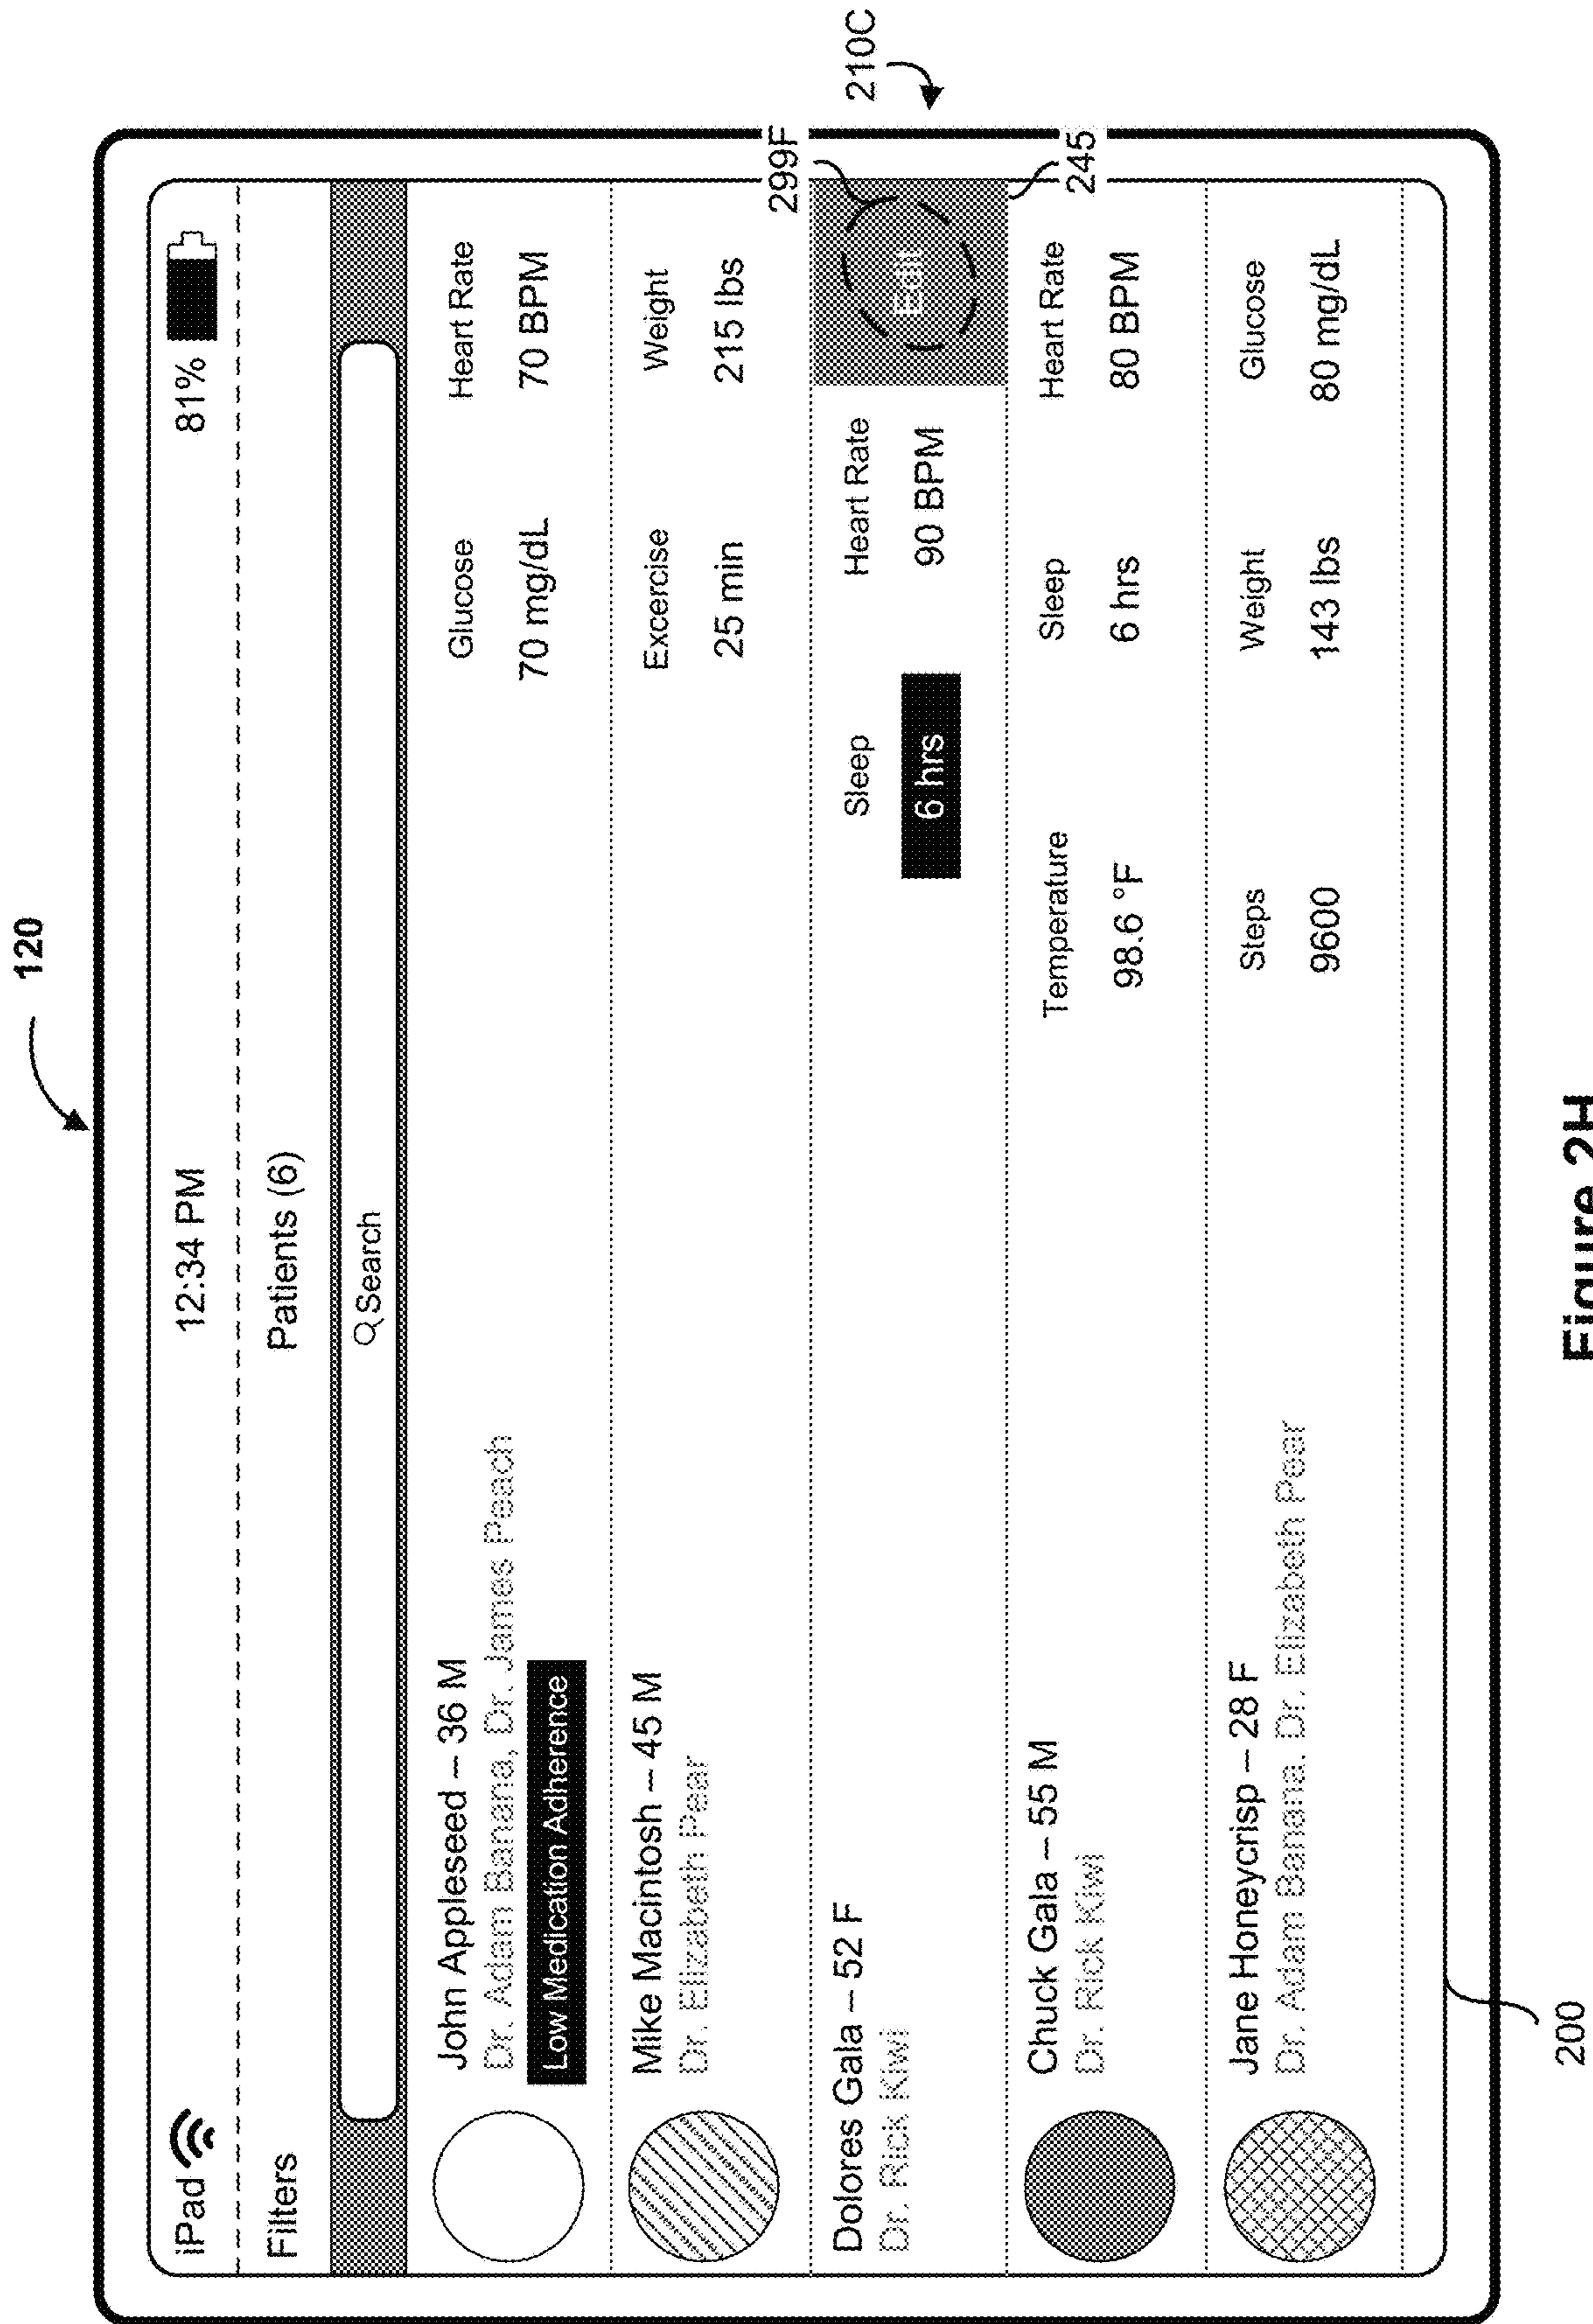 120
iPad 12:34 PM 81%
Filters Patients (6)
Search
John Appleseed – 36 M Glucose Heart Rate
Dr. Adam Banana, Dr. James Peach
70 mg/dL 70 BPM
Low Medication Adherence
Mike Macintosh – 45 M Excercise Weight
Dr. Elizabeth Pear
25 min 215 lbs
299F
210C
Dolores Gala – 52 F Sleep Heart Rate
Dr. Rick Kiwi
6 hrs 90 BPM Edit
245
Chuck Gala – 55 M Temperature Sleep Heart Rate
Dr. Rick Kiwi
98.6 °F 6 hrs 80 BPM
Jane Honeycrisp – 28 F Steps Weight Glucose
Dr. Adam Banana. Dr. Elizabeth Pear
9600 143 lbs 80 mg/dL
200
Figure 2H